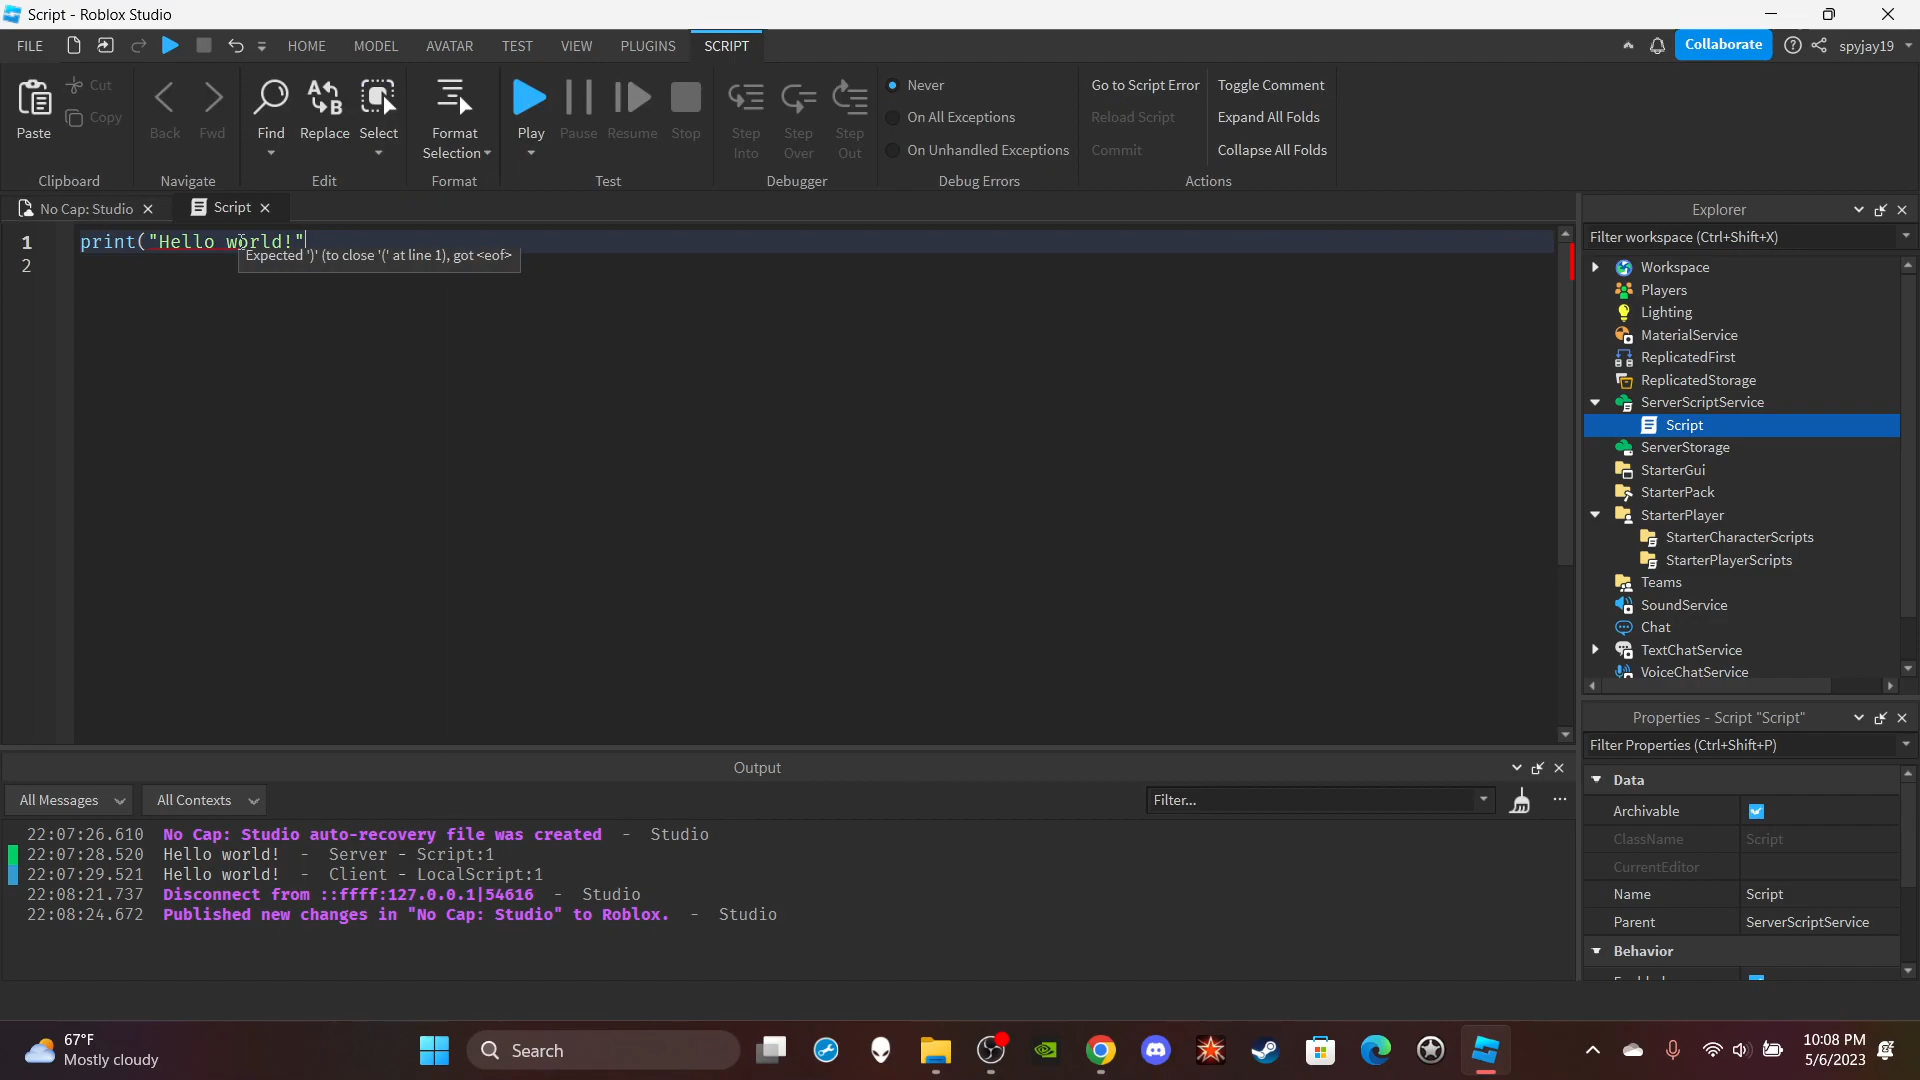 Script - Roblox Studio
FILE HOME MODEL AVATAR TEST VIEW PLUGINS SCRIPT Collaborate spyjay19
Paste Cut Copy
Clipboard
Back Fwd
Navigate
Find Replace Select
Edit
Format Selection
Format
Play Pause Resume Stop
Test
Step Into Step Over Step Out
Debugger
Never
On All Exceptions
On Unhandled Exceptions
Debug Errors
Go to Script Error
Reload Script
Commit
Toggle Comment
Expand All Folds
Collapse All Folds
Actions
No Cap: Studio Script
1 print("Hello world!"
Expected ')' (to close '(' at line 1), got <eof>
2
Explorer
Filter workspace (Ctrl+Shift+X)
Workspace
Players
Lighting
MaterialService
ReplicatedFirst
ReplicatedStorage
ServerScriptService
Script
ServerStorage
StarterGui
StarterPack
StarterPlayer
StarterCharacterScripts
StarterPlayerScripts
Teams
SoundService
Chat
TextChatService
VoiceChatService
Properties - Script "Script"
Filter Properties (Ctrl+Shift+P)
Data
Archivable
ClassName Script
CurrentEditor
Name Script
Parent ServerScriptService
Behavior
Output
All Messages All Contexts Filter...
22:07:26.610 No Cap: Studio auto-recovery file was created - Studio
22:07:28.520 Hello world! - Server - Script:1
22:07:29.521 Hello world! - Client - LocalScript:1
22:08:21.737 Disconnect from ::ffff:127.0.0.1|54616 - Studio
22:08:24.672 Published new changes in "No Cap: Studio" to Roblox. - Studio
67°F
Mostly cloudy
Search
10:08 PM
5/6/2023